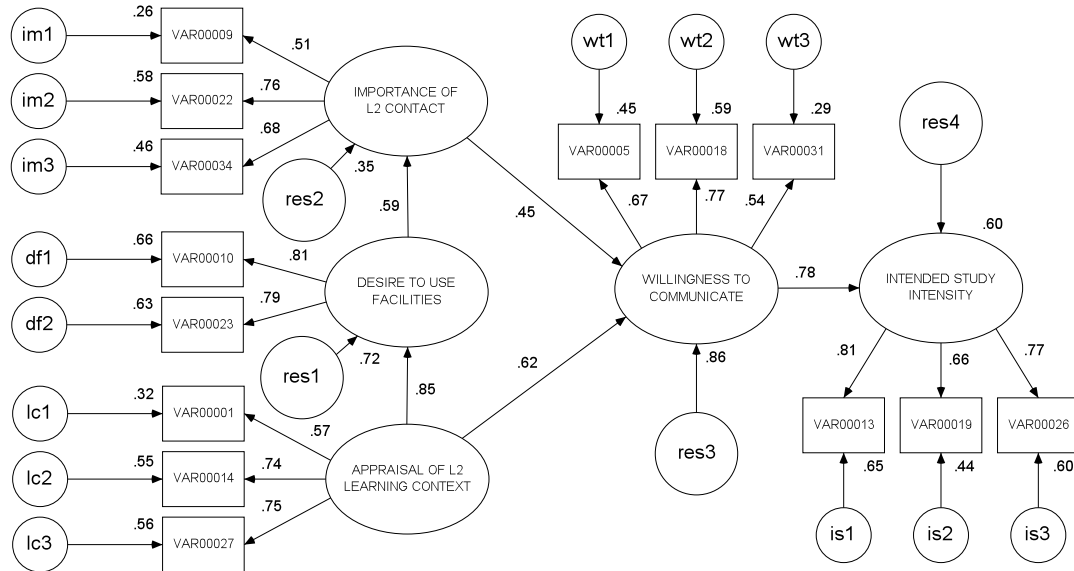 im1
.26
VAR00009
.51
im2
.58
VAR00022
.76
im3
.46
VAR00034
.68
IMPORTANCE OF
L2 CONTACT
res2
.35
.59
.45
df1
.66
VAR00010
.81
df2
.63
VAR00023
.79
DESIRE TO USE
FACILITIES
res1
.72
.85
.62
lc1
.32
VAR00001
.57
lc2
.55
VAR00014
.74
lc3
.56
VAR00027
.75
APPRAISAL OF L2
LEARNING CONTEXT
wt1
wt2
wt3
.45
.59
.29
VAR00005
VAR00018
VAR00031
.67
.77
.54
WILLINGNESS TO
COMMUNICATE
.86
res3
.78
res4
.60
INTENDED STUDY
INTENSITY
.81
.66
.77
VAR00013
VAR00019
VAR00026
.65
.44
.60
is1
is2
is3